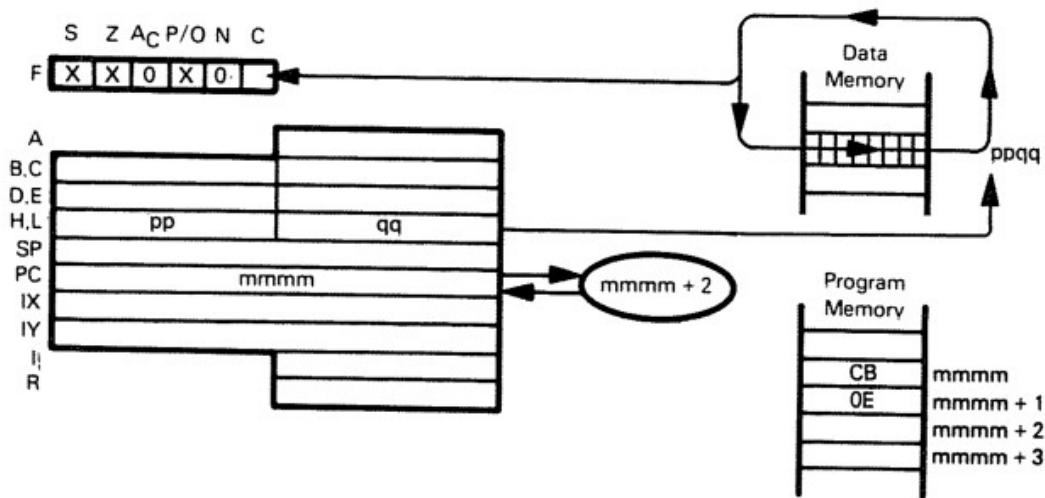 S Z AC P/O N C
F X X 0 X 0
Data
Memory
ppqq
A
B,C
D,E
H,L pp qq
SP
PC mmmm
mmmm + 2
IX
IY
I
R
Program
Memory
CB mmmm
0E mmmm + 1
mmmm + 2
mmmm + 3